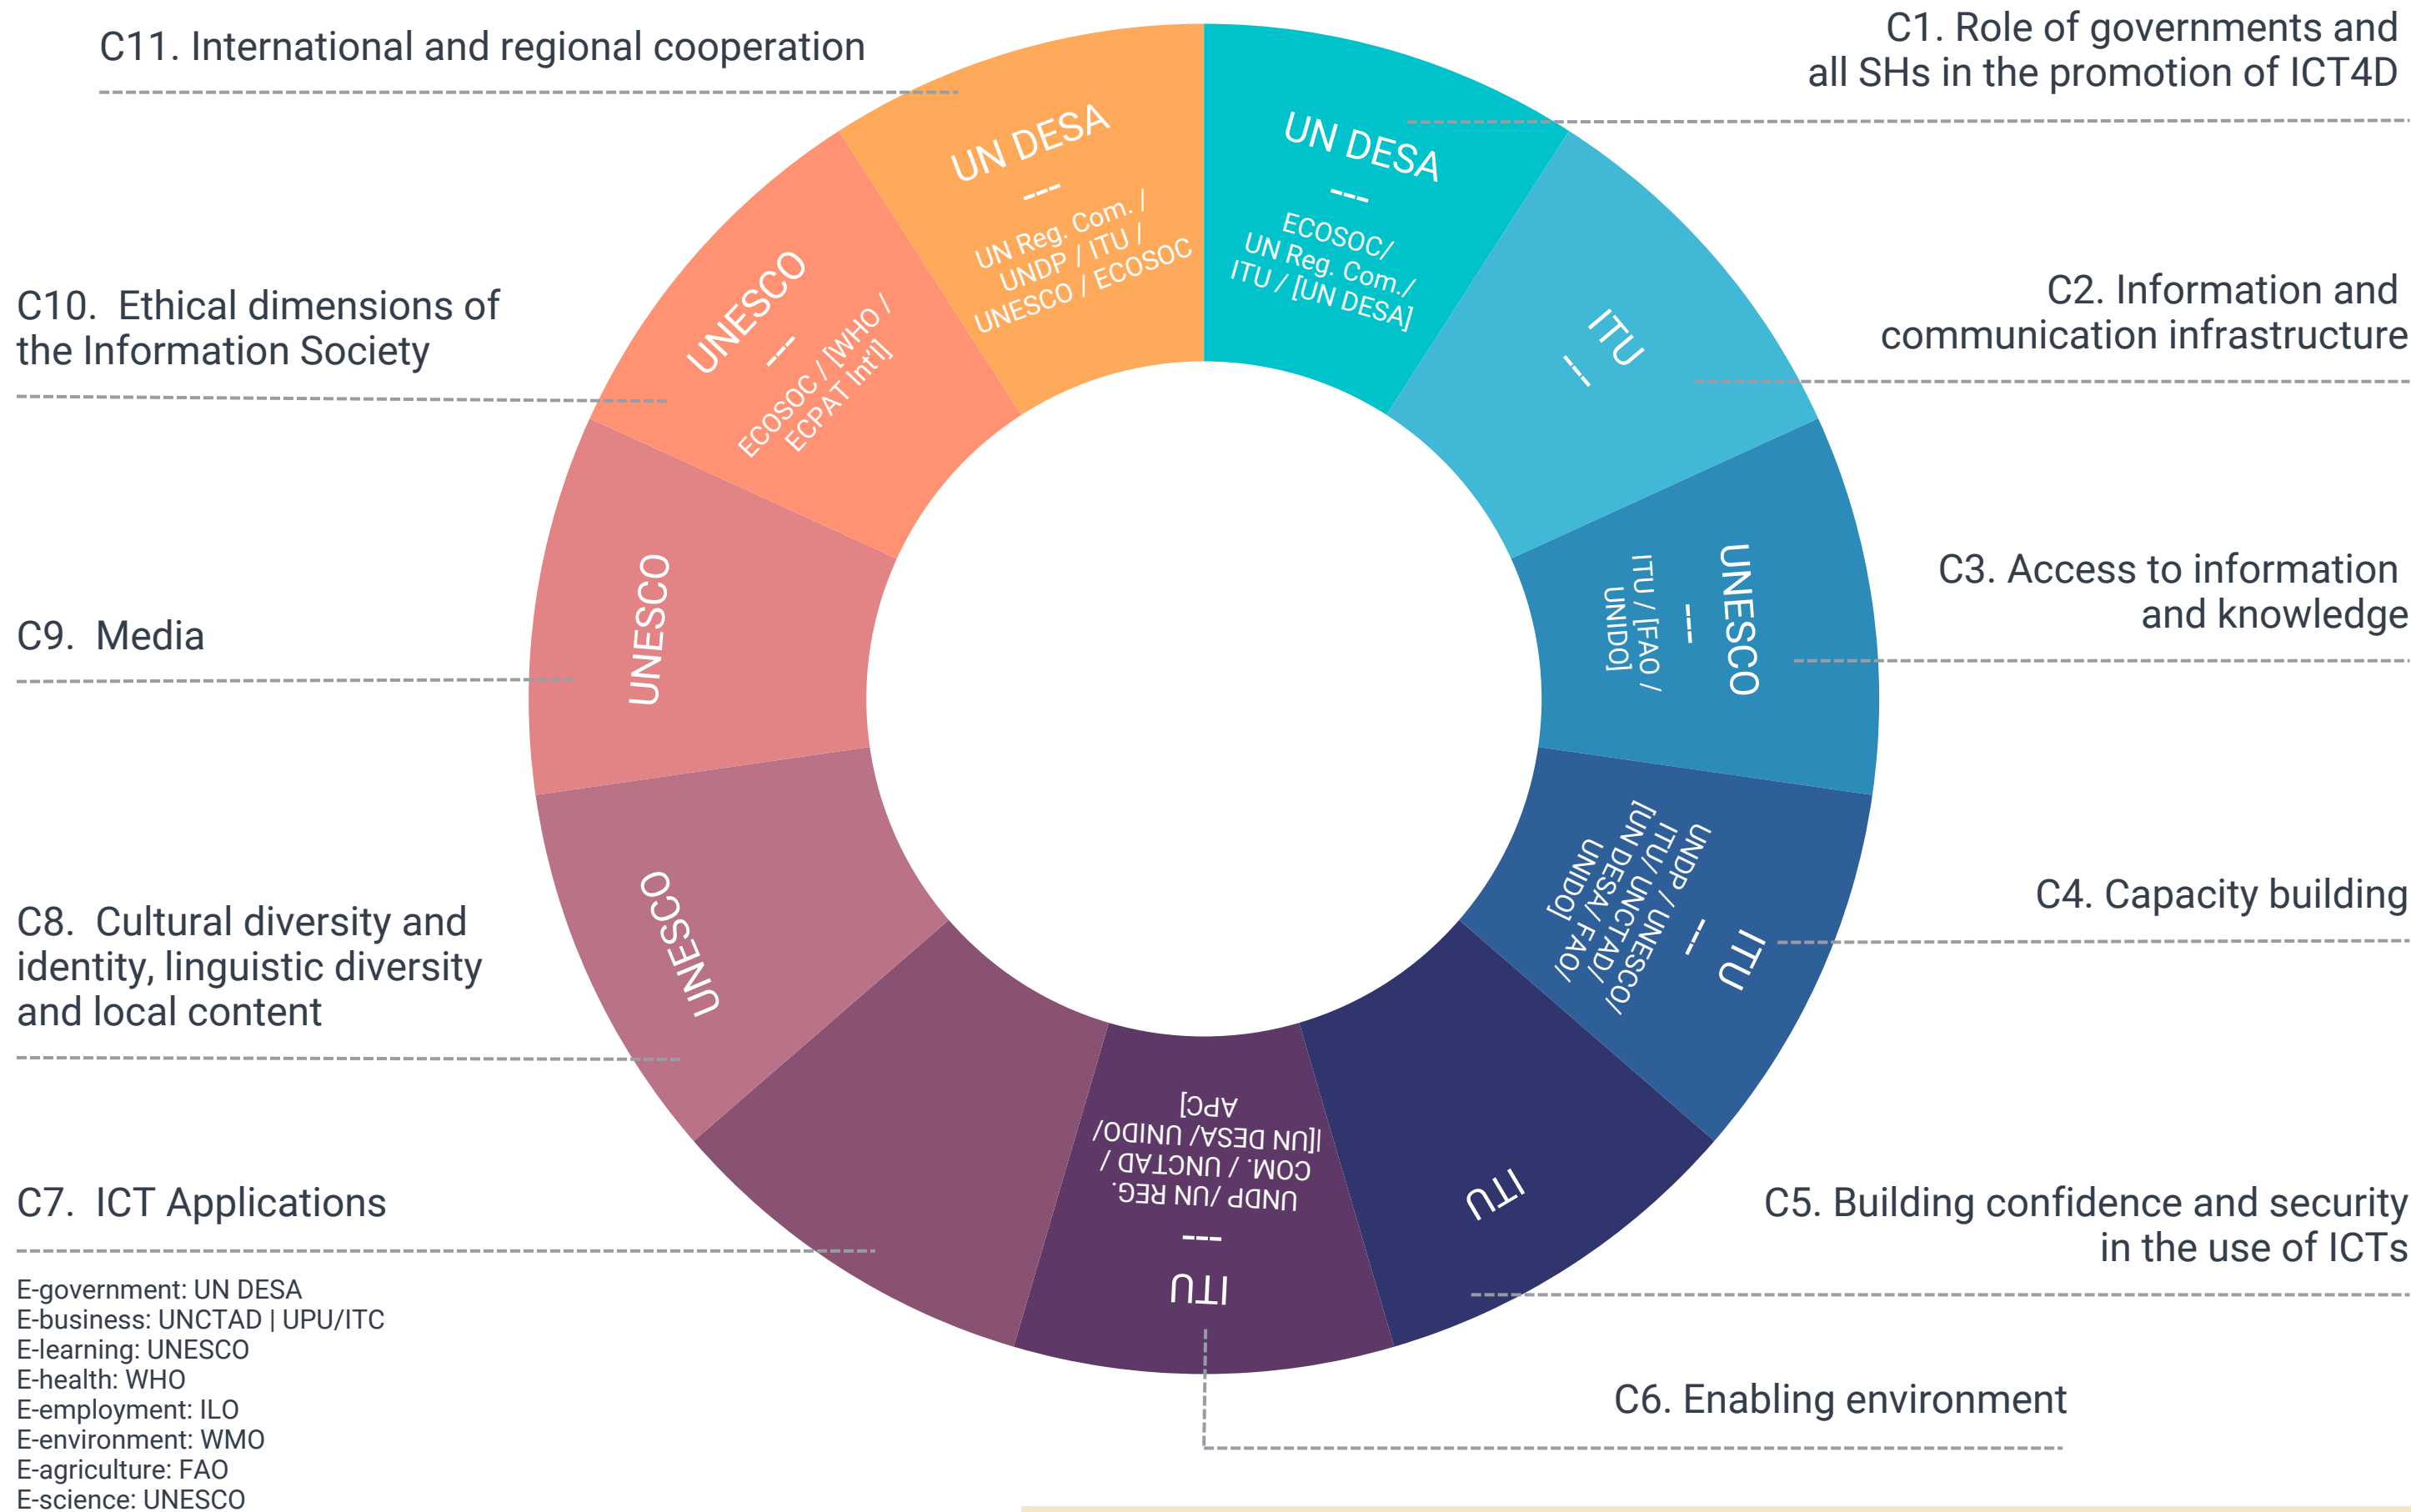 C11. International and regional cooperation
C1. Role of governments and
all SHs in the promotion of ICT4D
UN DESA
---
UN Reg. Com. /
UNDP / ITU /
UNESCO / ECOSOC
UN DESA
---
ECOSOC/
UN Reg. Com./
ITU / [UN DESA]
C10.  Ethical dimensions of
the Information Society
UNESCO
---
ECOSOC / [WHO /
ECPAT Int'l]
ITU
---
C2. Information and
communication infrastructure
C9.  Media
UNESCO
UNESCO
---
ITU / [FAO /
UNIDO]
C3. Access to information
and knowledge
C8.  Cultural diversity and
identity, linguistic diversity
and local content
UNESCO
ITU
---
UNDP / UNESCO/
ITU/ UNCTAD/
[UN DESA/ FAO/
UNIDO]
C4. Capacity building
C7.  ICT Applications
E-government: UN DESA
E-business: UNCTAD | UPU/ITC
E-learning: UNESCO
E-health: WHO
E-employment: ILO
E-environment: WMO
E-agriculture: FAO
E-science: UNESCO
ITU
---
UNDP /UN REG.
COM. / UNCTAD /
|[UN DESA/ UNIDO/
APC]
ITU
C5. Building confidence and security
in the use of ICTs
C6. Enabling environment